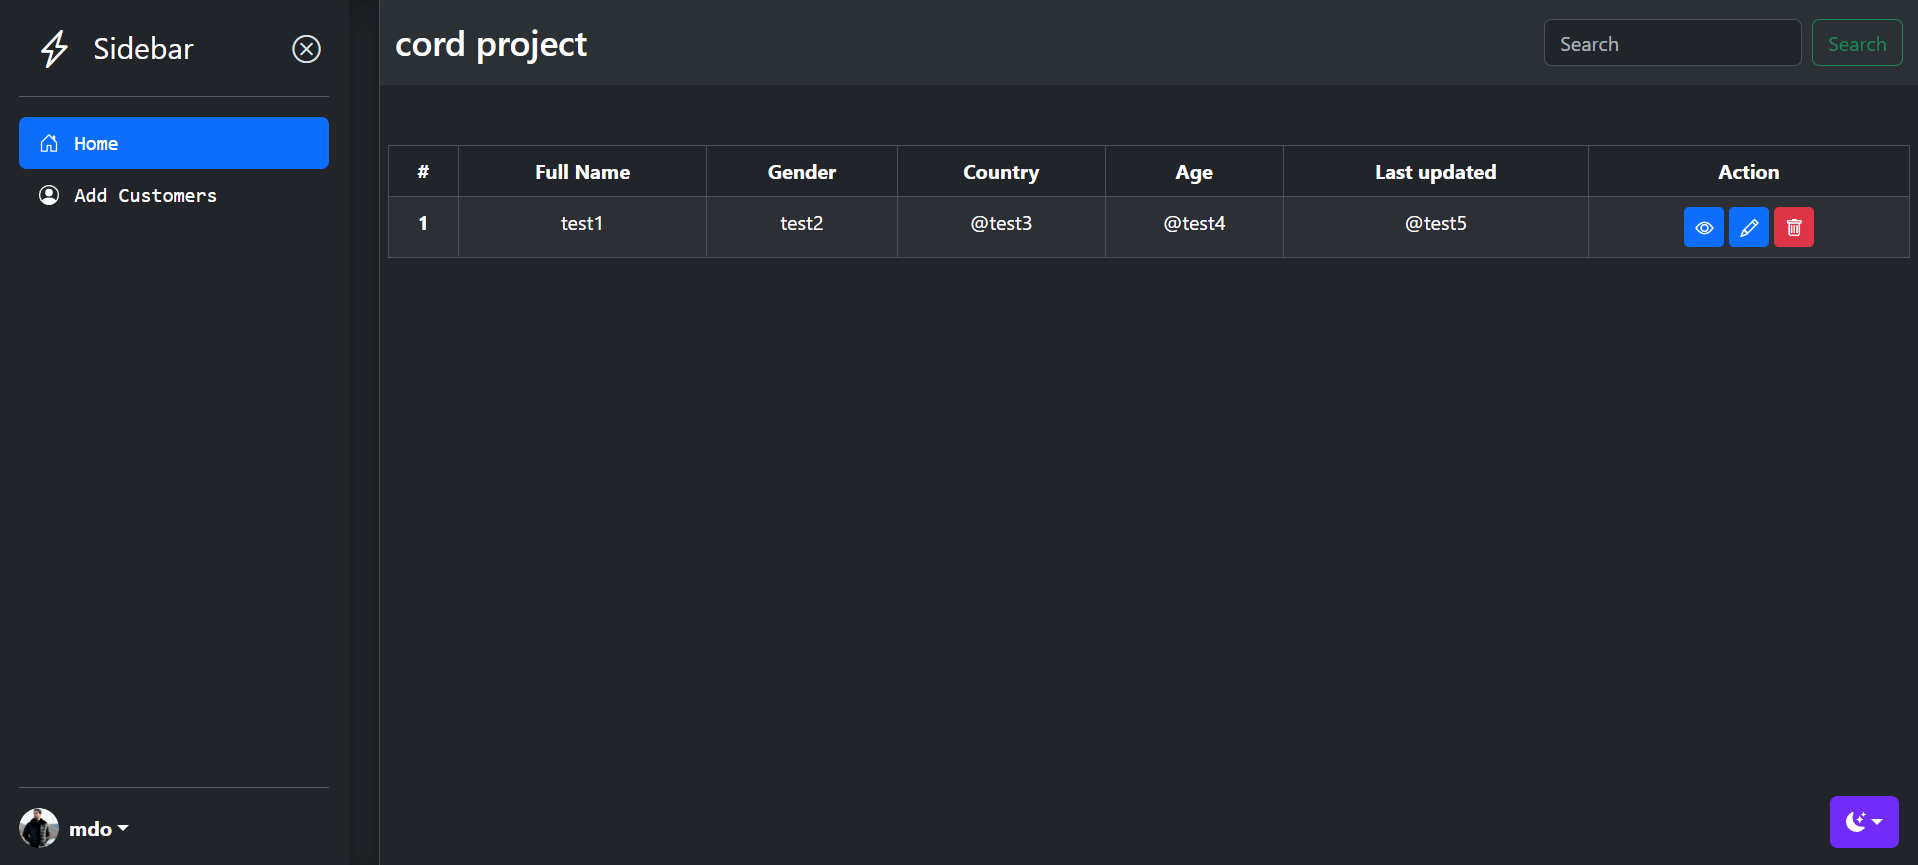 Sidebar
Home
Add Customers
mdo
cord project
Search
Search
# Full Name Gender Country Age Last updated Action
1 test1 test2 @test3 @test4 @test5